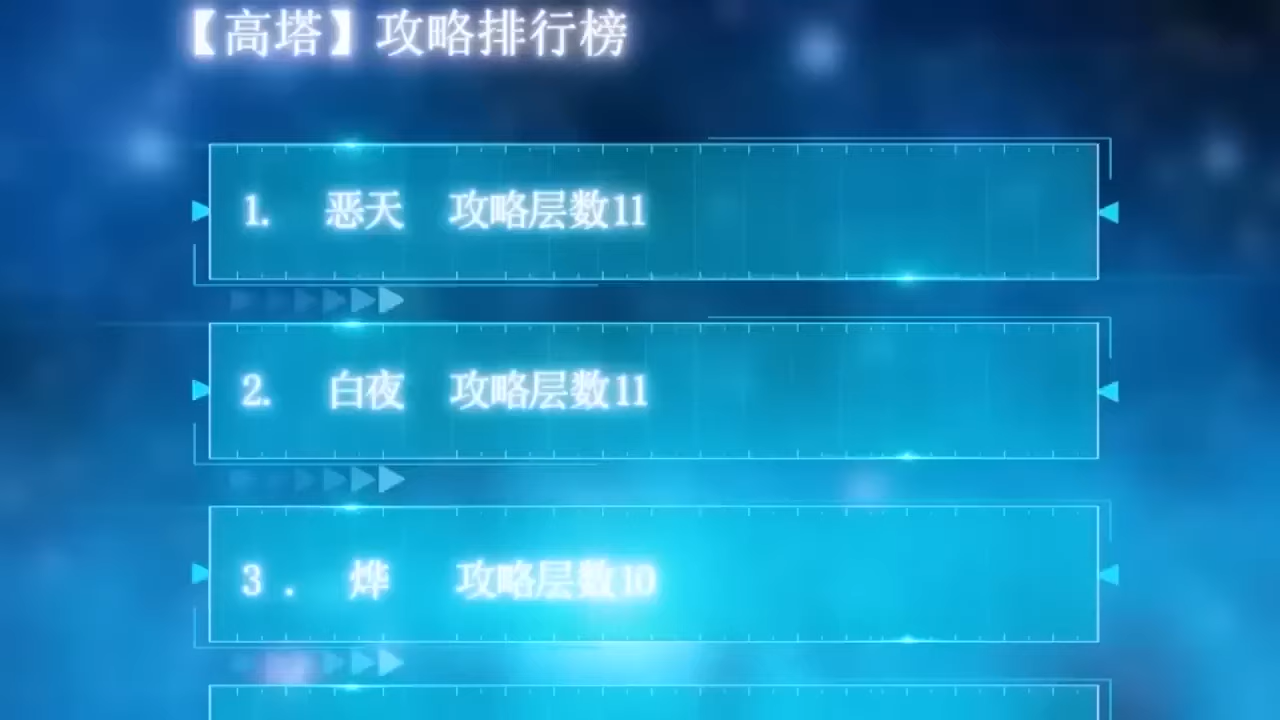 【高塔】攻略排行榜
1. 恶天 攻略层数11
2. 白夜 攻略层数11
3 . 烨 攻略层数10